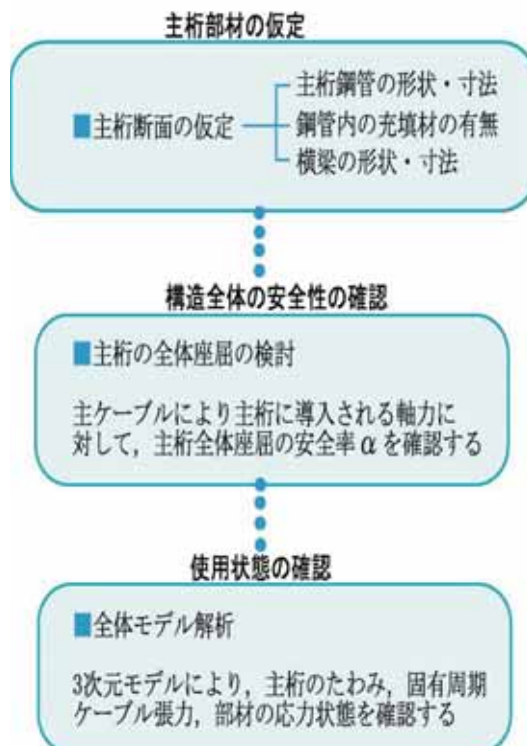 主桁部材の仮定
主桁鋼管の形状・寸法
■主桁断面の仮定
鋼管内の充填材の有無
横梁の形状・寸法
構造全体の安全性の確認
■主桁の全体座屈の検討
主ケーブルにより主桁に導入される軸力に
対して，主桁全体座屈の安全率αを確認する
使用状態の確認
■全体モデル解析
3次元モデルにより，主桁のたわみ，固有周期
ケーブル張力，部材の応力状態を確認する